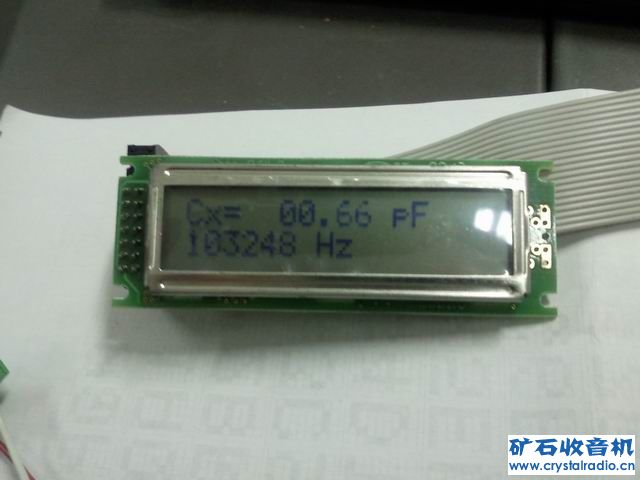 Cx=  00.66 pF
103248 Hz
矿石收音机
www.crystalradio.cn